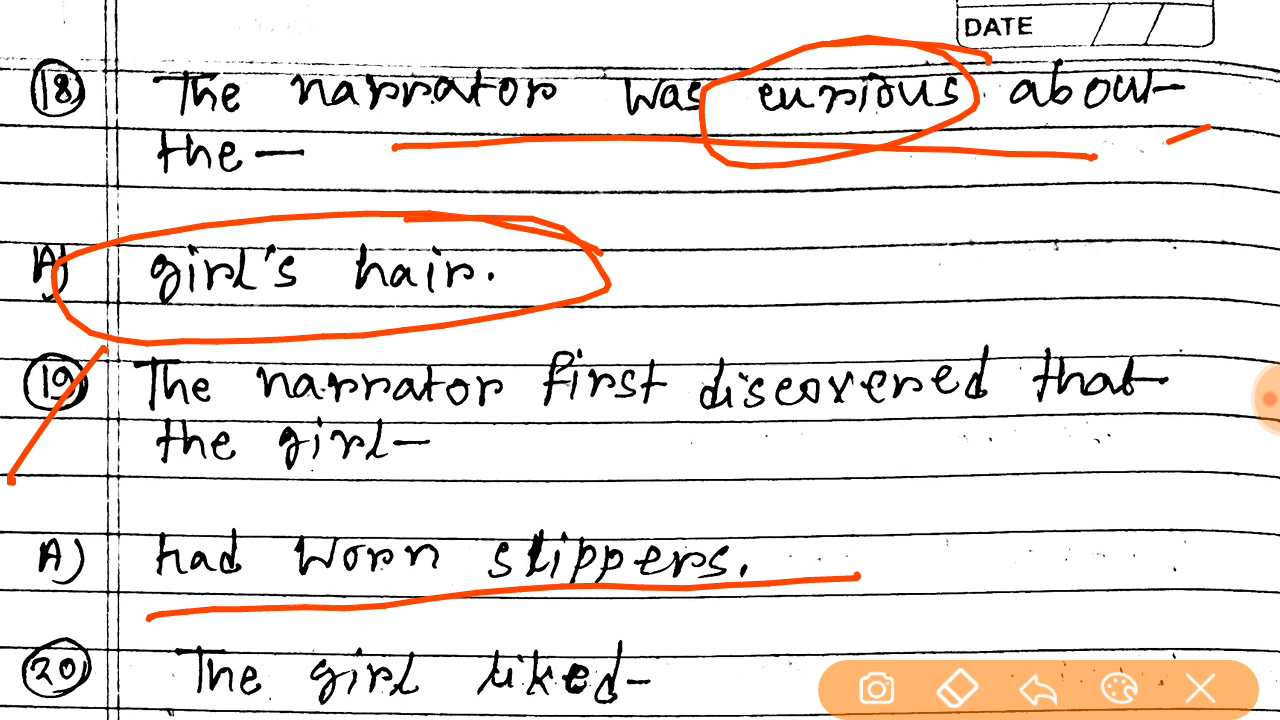 DATE
18 The narrator was curious about
the —
A) girl's hair.
19 The narrator first discovered that
the girl —
A) had worn slippers.
20 The girl liked —